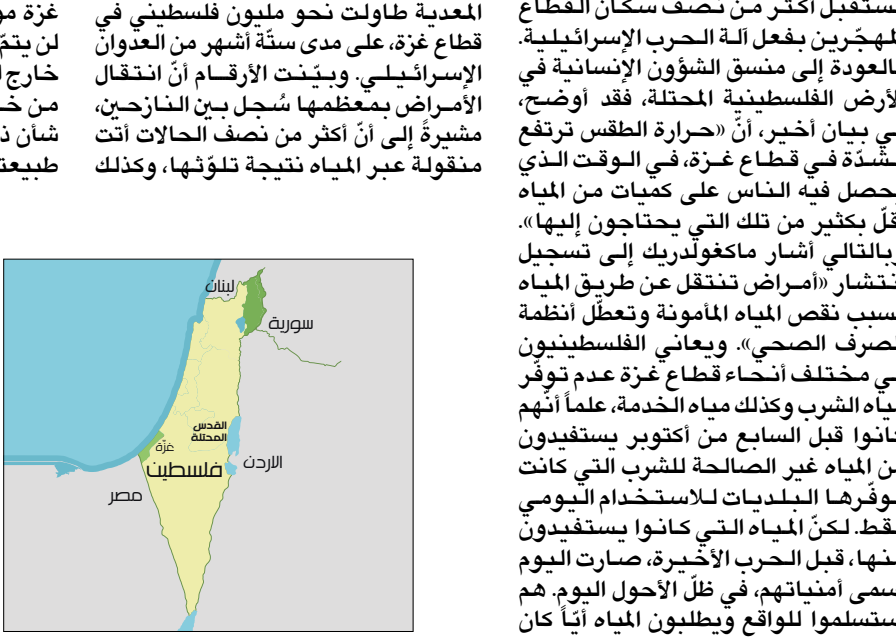 ستقبل أكثر من نصف سكان القطاع
لمهجّرين بفعل آلة الحرب الإسرائيلية.
بالعودة إلى منسق الشؤون الإنسانية في
لأرض الفلسطينية المحتلة، فقد أوضح،
ي بيان أخير، أنّ «حرارة الطقس ترتفع
شدّة في قطاع غزة، في الوقت الذي
حصل فيه الناس على كميات من المياه
قلّ بكثير من تلك التي يحتاجون إليها».
بالتالي أشار ماكغولدريك إلى تسجيل
نتشار «أمراض تنتقل عن طريق المياه
سبب نقص المياه المأمونة وتعطّل أنظمة
لصرف الصحي». ويعاني الفلسطينيون
ي مختلف أنحاء قطاع غزة عدم توفّر
ياه الشرب وكذلك مياه الخدمة، علماً أنّهم
كانوا قبل السابع من أكتوبر يستفيدون
ن المياه غير الصالحة للشرب التي كانت
وفّرها البلديات للاستخدام اليومي
قط. لكنّ المياه التي كانوا يستفيدون
نها، قبل الحرب الأخيرة، صارت اليوم
سمى أمنياتهم، في ظلّ الأحول اليوم. هم
ستسلموا للواقع ويطلبون المياه أيّاً كان
المعدية طاولت نحو مليون فلسطيني في
قطاع غزة، على مدى ستّة أشهر من العدوان
الإسرائيلي. وبيّنت الأرقام أنّ انتقال
الأمراض بمعظمها سُجل بين النازحين،
مشيرةً إلى أنّ أكثر من نصف الحالات أتت
منقولة عبر المياه نتيجة تلوّثها، وكذلك
غزة مو
لن يتمّ
خارج ا
من خـ
شأن ذ
طبيعت
لبنان
سورية
القدس
المحتلة
غزّة
الاردن
فلسطين
مصر